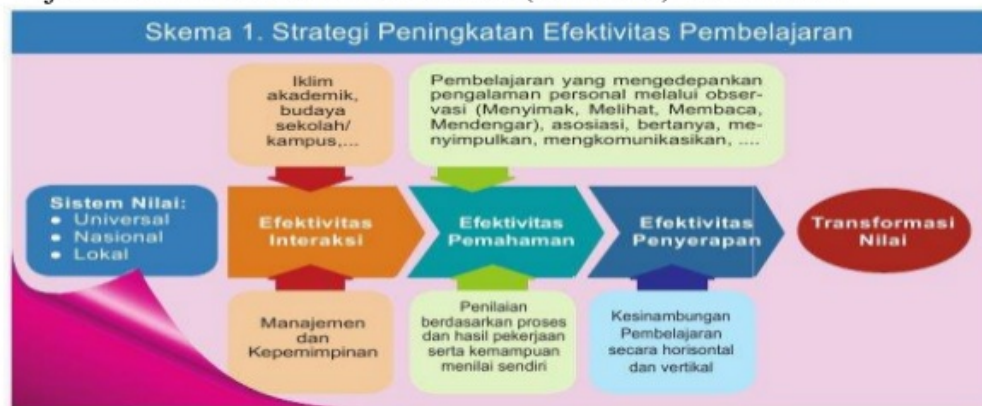 Skema 1. Strategi Peningkatan Efektivitas Pembelajaran
Iklim
akademik,
budaya
sekolah/
kampus,...
Pembelajaran yang mengedepankan
pengalaman personal melalui obser-
vasi (Menyimak, Melihat, Membaca,
Mendengar), asosiasi, bertanya, me-
nyimpulkan, mengkomunikasikan, ....
Sistem Nilai:
● Universal
● Nasional
● Lokal
Efektivitas
Interaksi
Efektivitas
Pemahaman
Efektivitas
Penyerapan
Transformasi
Nilai
Manajemen
dan
Kepemimpinan
Penilaian
berdasarkan proses
dan hasil pekerjaan
serta kemampuan
menilai sendiri
Kesinambungan
Pembelajaran
secara horisontal
dan vertikal